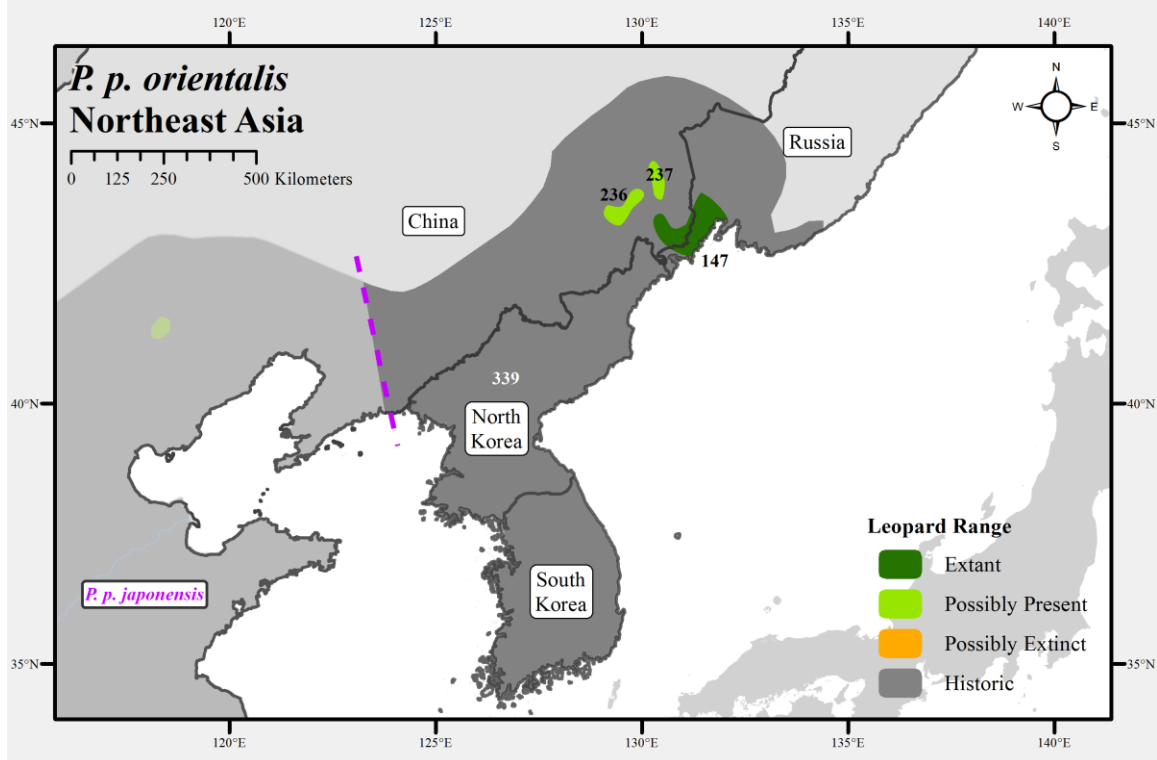 120°E 125°E 130°E 135°E 140°E
P. p. orientalis
Northeast Asia
0 125 250 500 Kilometers
N
W E
S
45°N 45°N
Russia
237
236
China
147
339
40°N 40°N
North
Korea
Leopard Range
Extant
South
Korea
P. p. japonensis
Possibly Present
Possibly Extinct
35°N 35°N
Historic
120°E 125°E 130°E 135°E 140°E